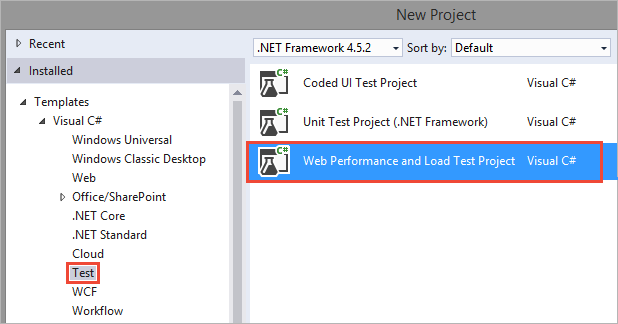 New Project
Recent
Installed
Templates
Visual C#
Windows Universal
Windows Classic Desktop
Web
Office/SharePoint
.NET Core
.NET Standard
Cloud
Test
WCF
Workflow
.NET Framework 4.5.2 Sort by: Default
C# Coded UI Test Project Visual C#
C# Unit Test Project (.NET Framework) Visual C#
C# Web Performance and Load Test Project Visual C#